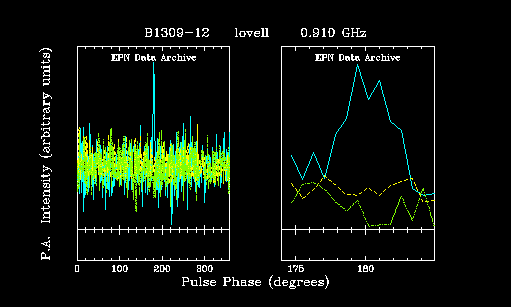 B1309-12 lovell 0.910 GHz
EPN Data Archive EPN Data Archive
P.A. Intensity (arbitrary units)
0 100 200 300 175 180
Pulse Phase (degrees)